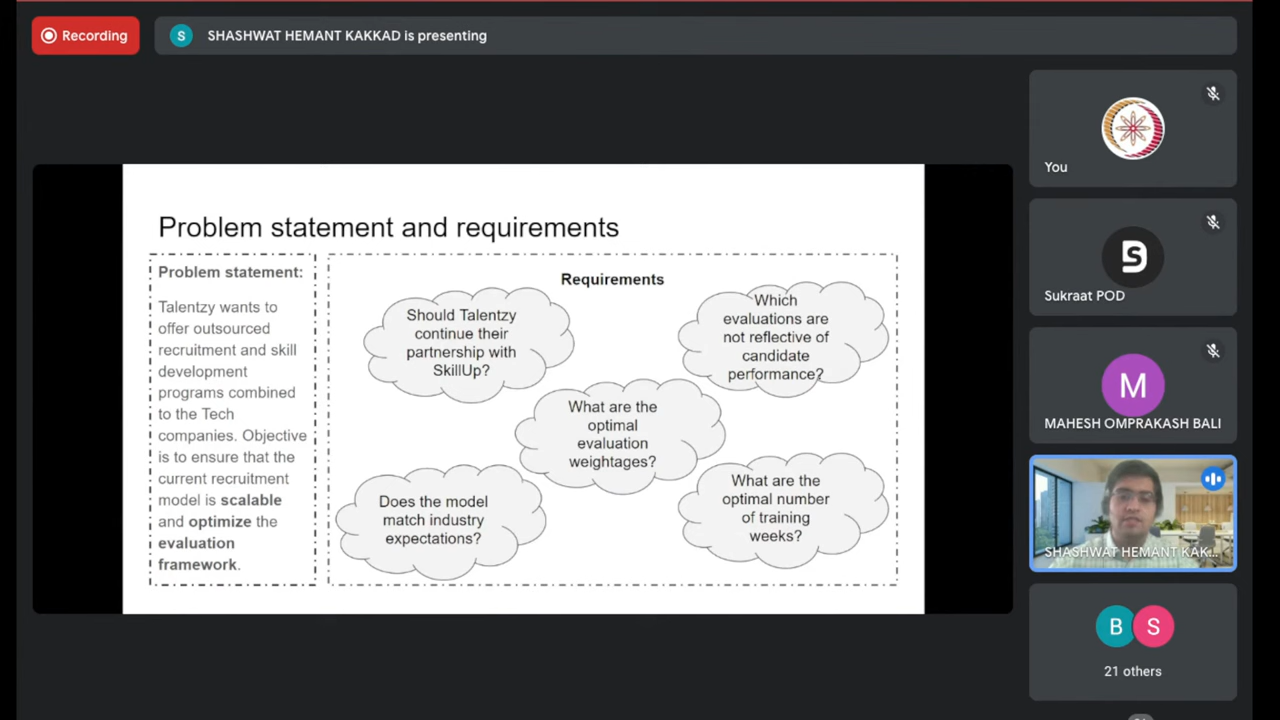 Recording
S
SHASHWAT HEMANT KAKKAD is presenting
Problem statement and requirements
Problem statement:
Talentzy wants to
offer outsourced
recruitment and skill
development
programs combined
to the Tech
companies. Objective
is to ensure that the
current recruitment
model is scalable
and optimize the
evaluation
framework.
Requirements
Should Talentzy
continue their
partnership with
SkillUp?
Which
evaluations are
not reflective of
candidate
performance?
What are the
optimal
evaluation
weightages?
Does the model
match industry
expectations?
What are the
optimal number
of training
weeks?
You
S
Sukraat POD
M
MAHESH OMPRAKASH BALI
SHASHWAT HEMANT KAK...
B
S
21 others